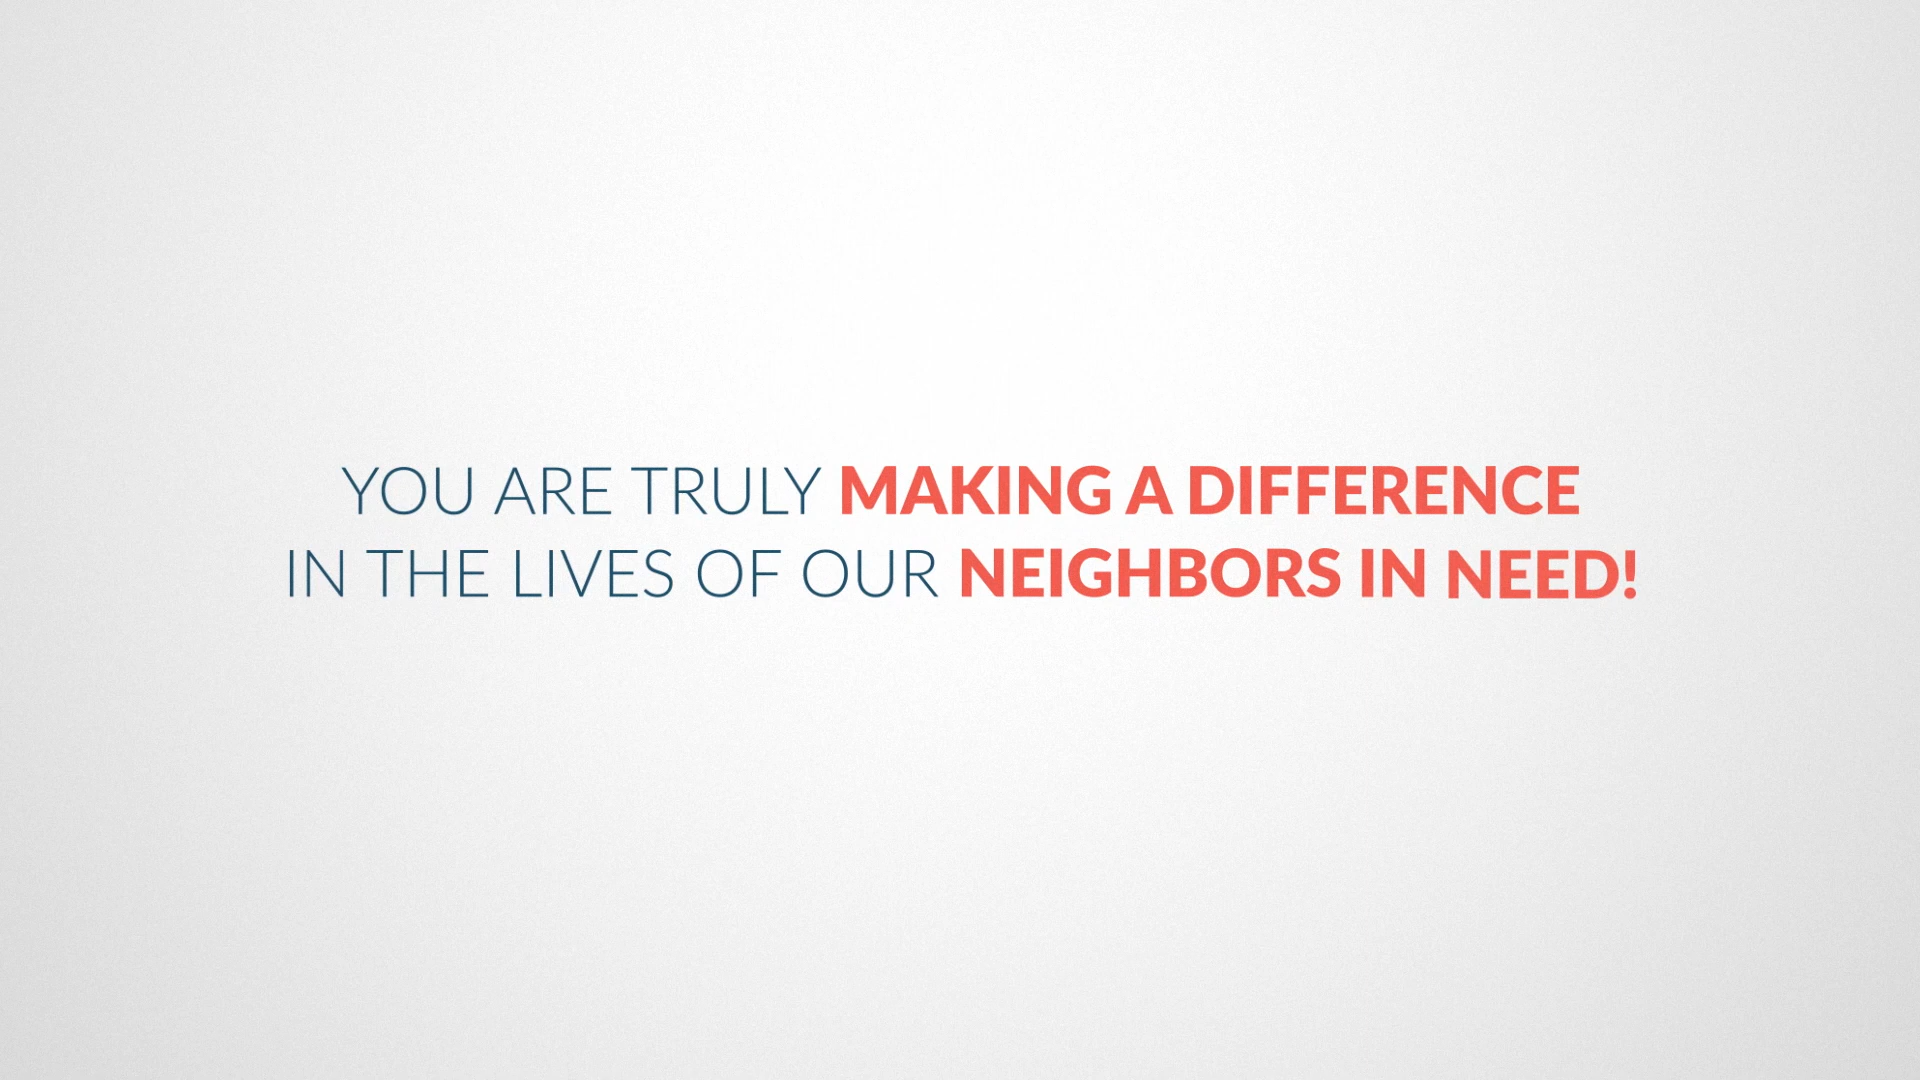 YOU ARE TRULY MAKING A DIFFERENCE
IN THE LIVES OF OUR NEIGHBORS IN NEED!